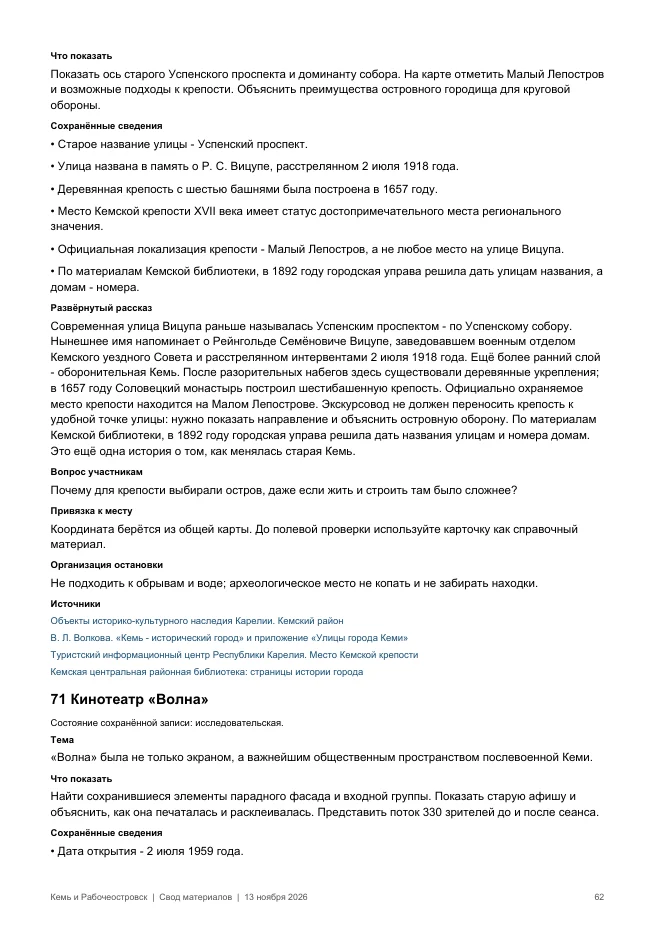 Что показать
Показать ось старого Успенского проспекта и доминанту собора. На карте отметить Малый Лепостров
и возможные подходы к крепости. Объяснить преимущества островного городища для круговой
обороны.
Сохранённые сведения
• Старое название улицы - Успенский проспект.
• Улица названа в память о Р. С. Вицупе, расстрелянном 2 июля 1918 года.
• Деревянная крепость с шестью башнями была построена в 1657 году.
• Место Кемской крепости XVII века имеет статус достопримечательного места регионального
значения.
• Официальная локализация крепости - Малый Лепостров, а не любое место на улице Вицупа.
• По материалам Кемской библиотеки, в 1892 году городская управа решила дать улицам названия, а
домам - номера.
Развёрнутый рассказ
Современная улица Вицупа раньше называлась Успенским проспектом - по Успенскому собору.
Нынешнее имя напоминает о Рейнгольде Семёновиче Вицупе, заведовавшем военным отделом
Кемского уездного Совета и расстрелянном интервентами 2 июля 1918 года. Ещё более ранний слой
- оборонительная Кемь. После разорительных набегов здесь существовали деревянные укрепления;
в 1657 году Соловецкий монастырь построил шестибашенную крепость. Официально охраняемое
место крепости находится на Малом Лепострове. Экскурсовод не должен переносить крепость к
удобной точке улицы: нужно показать направление и объяснить островную оборону. По материалам
Кемской библиотеки, в 1892 году городская управа решила дать названия улицам и номера домам.
Это ещё одна история о том, как менялась старая Кемь.
Вопрос участникам
Почему для крепости выбирали остров, даже если жить и строить там было сложнее?
Привязка к месту
Координата берётся из общей карты. До полевой проверки используйте карточку как справочный
материал.
Организация остановки
Не подходить к обрывам и воде; археологическое место не копать и не забирать находки.
Источники
Объекты историко-культурного наследия Карелии. Кемский район
В. Л. Волкова. «Кемь - исторический город» и приложение «Улицы города Кеми»
Туристский информационный центр Республики Карелия. Место Кемской крепости
Кемская центральная районная библиотека: страницы истории города
71 Кинотеатр «Волна»
Состояние сохранённой записи: исследовательская.
Тема
«Волна» была не только экраном, а важнейшим общественным пространством послевоенной Кеми.
Что показать
Найти сохранившиеся элементы парадного фасада и входной группы. Показать старую афишу и
объяснить, как она печаталась и расклеивалась. Представить поток 330 зрителей до и после сеанса.
Сохранённые сведения
• Дата открытия - 2 июля 1959 года.
Кемь и Рабочеостровск | Свод материалов | 13 ноября 2026
62